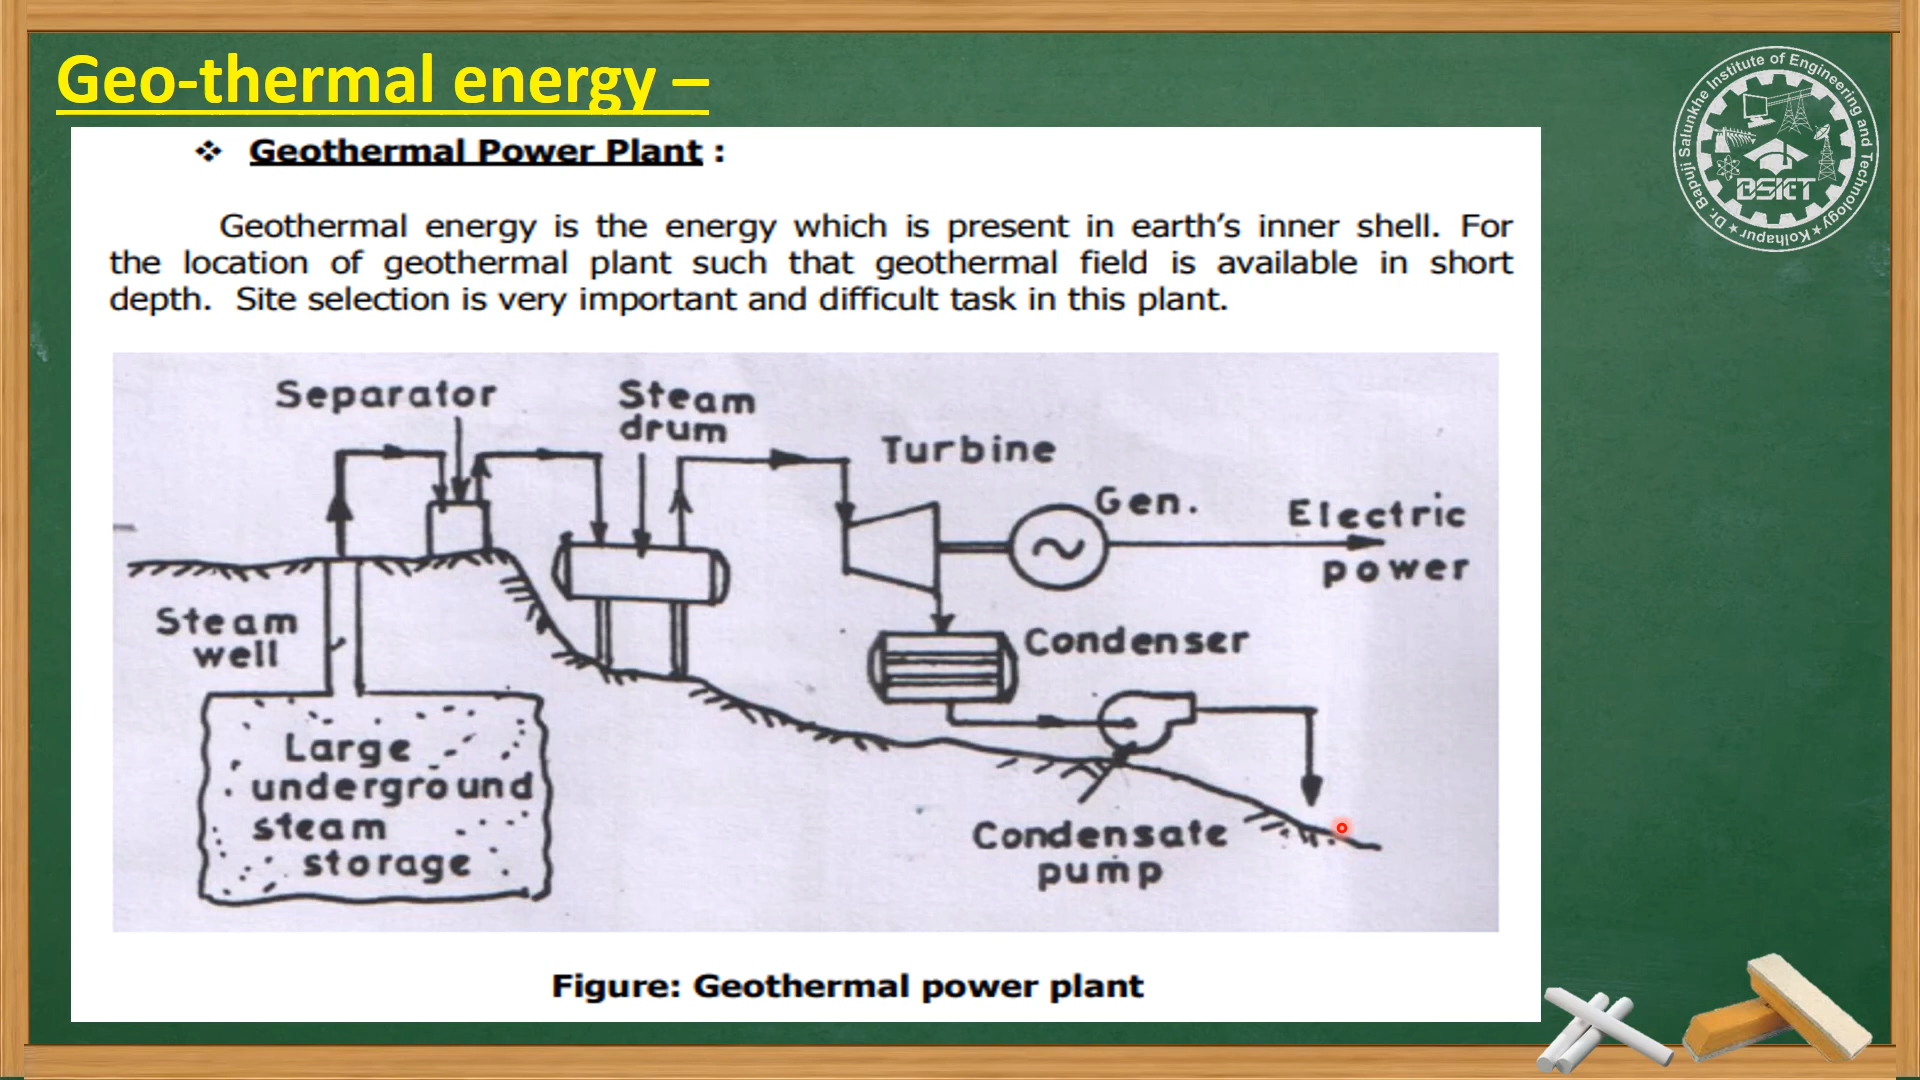 Geo-thermal energy –
❖ Geothermal Power Plant :
Geothermal energy is the energy which is present in earth's inner shell. For
the location of geothermal plant such that geothermal field is available in short
depth. Site selection is very important and difficult task in this plant.
Separator
Steam
drum
Turbine
Gen.
Electric
power
Steam
well
Condenser
Large
underground
steam
storage
Condensate
pump
Figure: Geothermal power plant
Dr. Bapuji Salunkhe Institute of Engineering and Technology ★ Kolhapur ★
BSIET